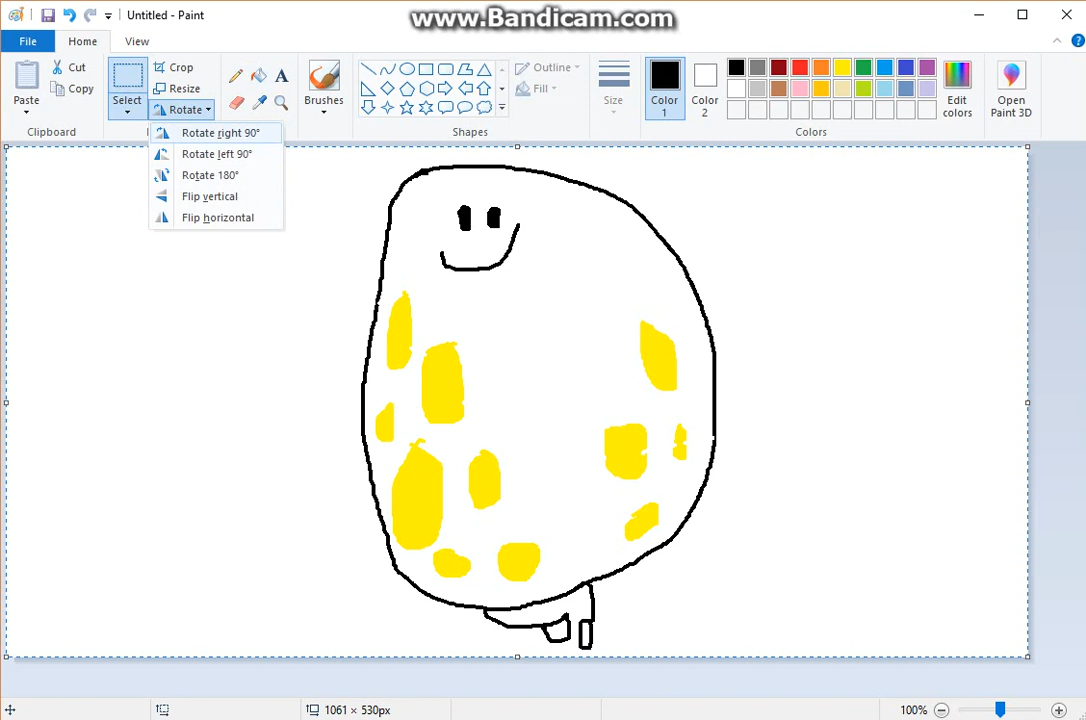 www.Bandicam.com
Untitled - Paint
File Home View
Paste
Cut
Copy
Clipboard
Select
Crop
Resize
Rotate
Rotate right 90°
Rotate left 90°
Rotate 180°
Flip vertical
Flip horizontal
A
Brushes
Outline
Fill
Shapes
Size
Color 1
Color 2
Edit colors
Colors
Open Paint 3D
1061 × 530px
100%